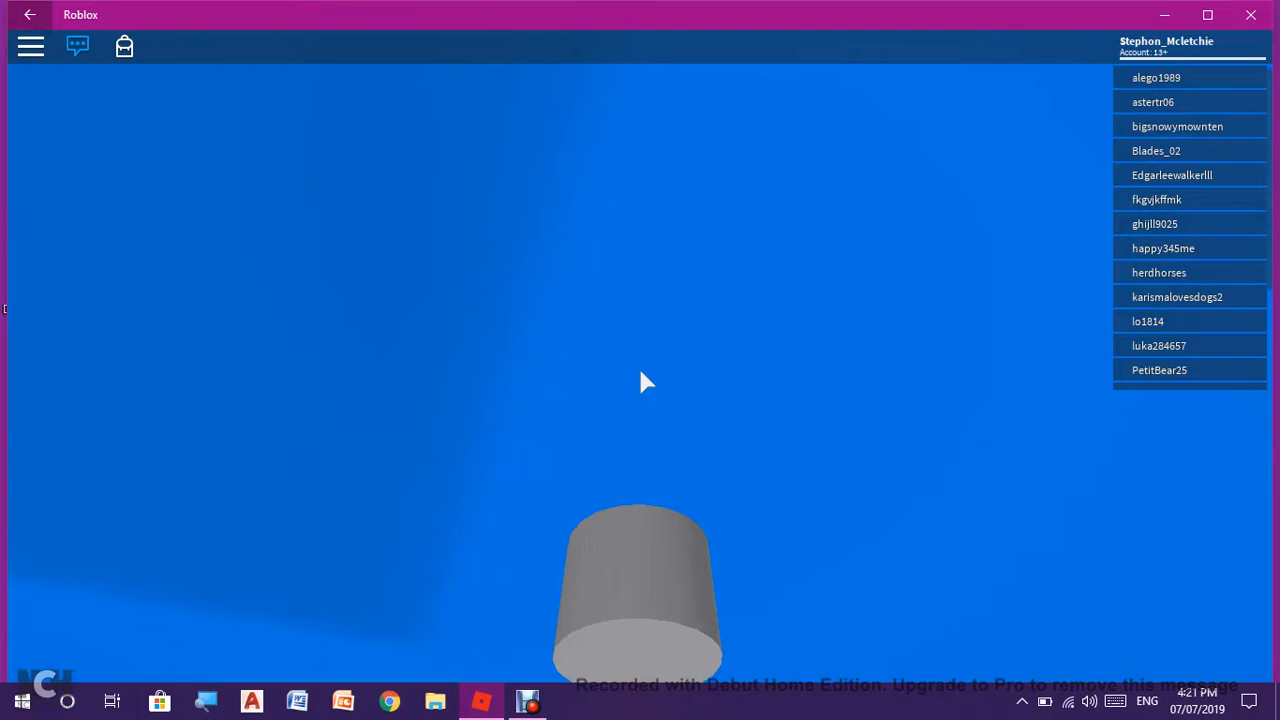 Roblox
Stephon_Mcletchie
Account: 13+
alego1989
astertr06
bigsnowymownten
Blades_02
Edgarleewalkerlll
fkgvjkffmk
ghijll9025
happy345me
herdhorses
karismalovesdogs2
lo1814
luka284657
PetitBear25
NCH
Recorded with Debut Home Edition. Upgrade to Pro to remove this message
ENG
4:21 PM
07/07/2019